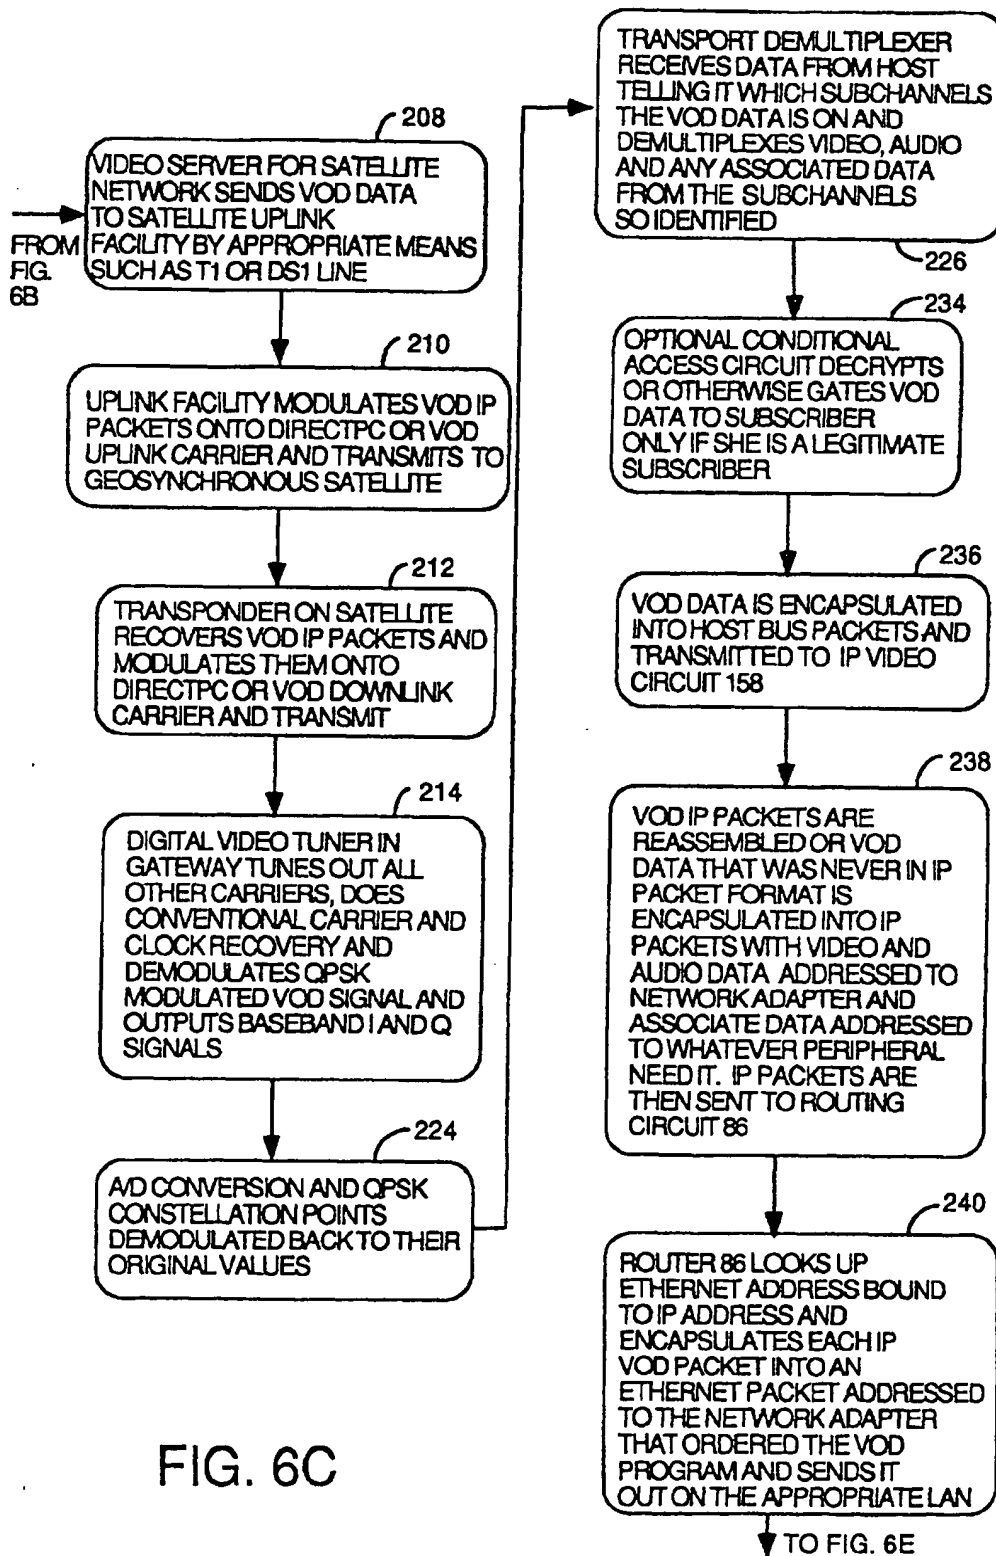 208
VIDEO SERVER FOR SATELLITE
NETWORK SENDS VOD DATA
TO SATELLITE UPLINK
FACILITY BY APPROPRIATE MEANS
SUCH AS T1 OR DS1 LINE
FROM
FIG.
6B
210
UPLINK FACILITY MODULATES VOD IP
PACKETS ONTO DIRECTPC OR VOD
UPLINK CARRIER AND TRANSMITS TO
GEOSYNCHRONOUS SATELLITE
212
TRANSPONDER ON SATELLITE
RECOVERS VOD IP PACKETS AND
MODULATES THEM ONTO
DIRECTPC OR VOD DOWNLINK
CARRIER AND TRANSMIT
214
DIGITAL VIDEO TUNER IN
GATEWAY TUNES OUT ALL
OTHER CARRIERS, DOES
CONVENTIONAL CARRIER AND
CLOCK RECOVERY AND
DEMODULATES QPSK
MODULATED VOD SIGNAL AND
OUTPUTS BASEBAND I AND Q
SIGNALS
224
A/D CONVERSION AND QPSK
CONSTELLATION POINTS
DEMODULATED BACK TO THEIR
ORIGINAL VALUES
TRANSPORT DEMULTIPLEXER
RECEIVES DATA FROM HOST
TELLING IT WHICH SUBCHANNELS
THE VOD DATA IS ON AND
DEMULTIPLEXES VIDEO, AUDIO
AND ANY ASSOCIATED DATA
FROM THE SUBCHANNELS
SO IDENTIFIED
226
234
OPTIONAL CONDITIONAL
ACCESS CIRCUIT DECRYPTS
OR OTHERWISE GATES VOD
DATA TO SUBSCRIBER
ONLY IF SHE IS A LEGITIMATE
SUBSCRIBER
236
VOD DATA IS ENCAPSULATED
INTO HOST BUS PACKETS AND
TRANSMITTED TO IP VIDEO
CIRCUIT 158
238
VOD IP PACKETS ARE
REASSEMBLED OR VOD
DATA THAT WAS NEVER IN IP
PACKET FORMAT IS
ENCAPSULATED INTO IP
PACKETS WITH VIDEO AND
AUDIO DATA ADDRESSED TO
NETWORK ADAPTER AND
ASSOCIATE DATA ADDRESSED
TO WHATEVER PERIPHERAL
NEED IT. IP PACKETS ARE
THEN SENT TO ROUTING
CIRCUIT 86
240
ROUTER 86 LOOKS UP
ETHERNET ADDRESS BOUND
TO IP ADDRESS AND
ENCAPSULATES EACH IP
VOD PACKET INTO AN
ETHERNET PACKET ADDRESSED
TO THE NETWORK ADAPTER
THAT ORDERED THE VOD
PROGRAM AND SENDS IT
OUT ON THE APPROPRIATE LAN
TO FIG. 6E
FIG. 6C